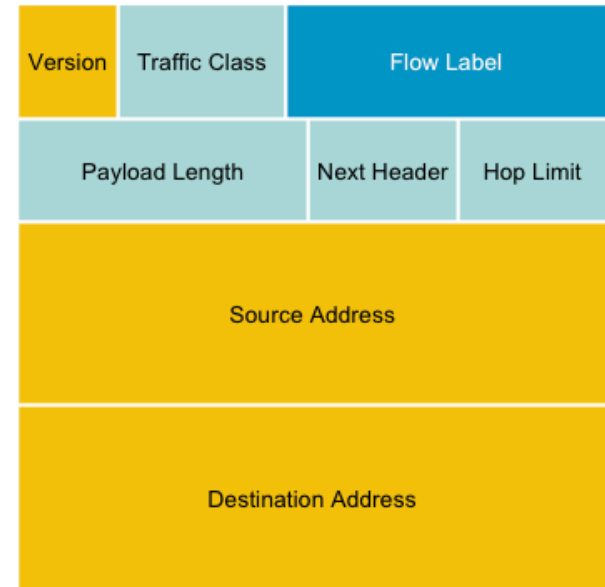 Version Traffic Class Flow Label
Payload Length Next Header Hop Limit
Source Address
Destination Address